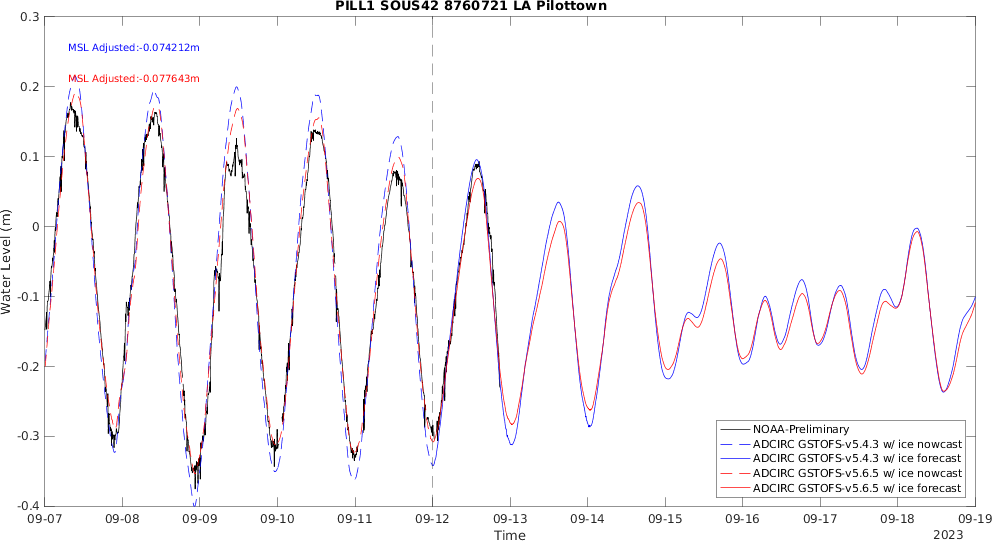 PILL1 SOUS42 8760721 LA Pilottown
MSL Adjusted:-0.074212m
MSL Adjusted:-0.077643m
0.3
0.2
0.1
0
-0.1
-0.2
-0.3
-0.4
Water Level (m)
NOAA-Preliminary
ADCIRC GSTOFS-v5.4.3 w/ ice nowcast
ADCIRC GSTOFS-v5.4.3 w/ ice forecast
ADCIRC GSTOFS-v5.6.5 w/ ice nowcast
ADCIRC GSTOFS-v5.6.5 w/ ice forecast
09-07 09-08 09-09 09-10 09-11 09-12 09-13 09-14 09-15 09-16 09-17 09-18 09-19
Time
2023